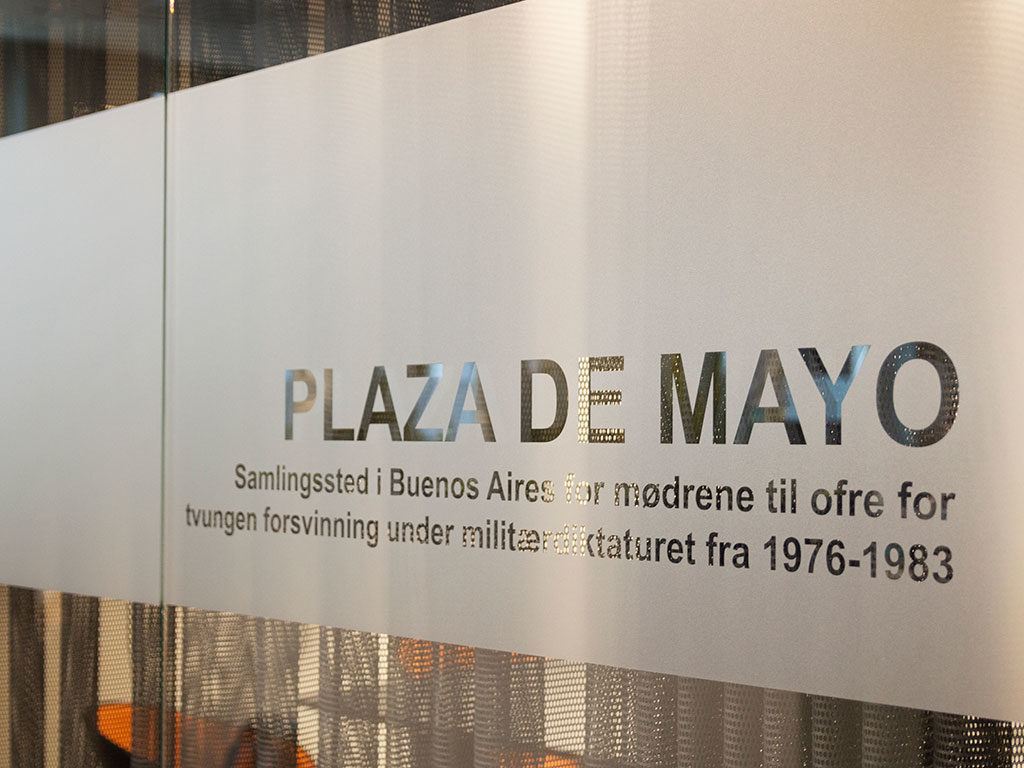 PLAZA DE MAYO
Samlingssted i Buenos Aires for mødrene til ofre for
tvungen forsvinning under militærdiktaturet fra 1976-1983